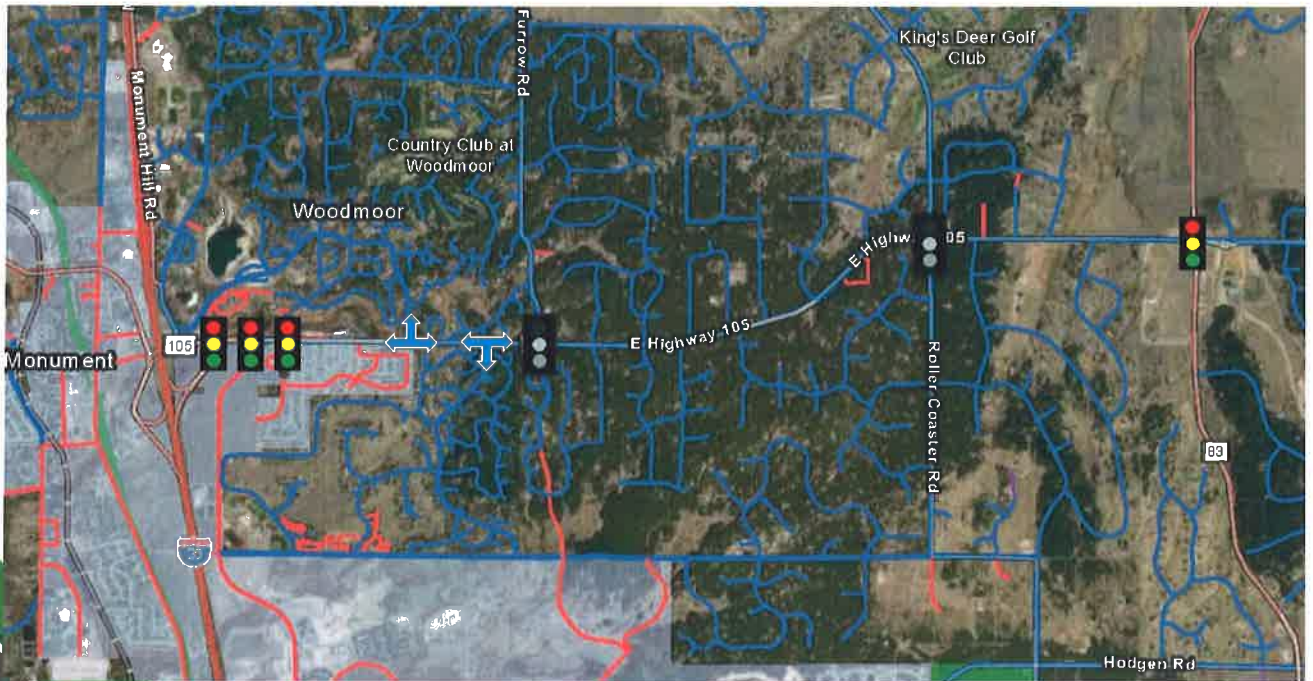 King's Deer Golf
Club
Furrow Rd
Monument Hill Rd
Country Club at
Woodmoor
Woodmoor
E Highw
05
105
E Highway 105
Monument
Roller Coaster Rd
83
Hodgen Rd